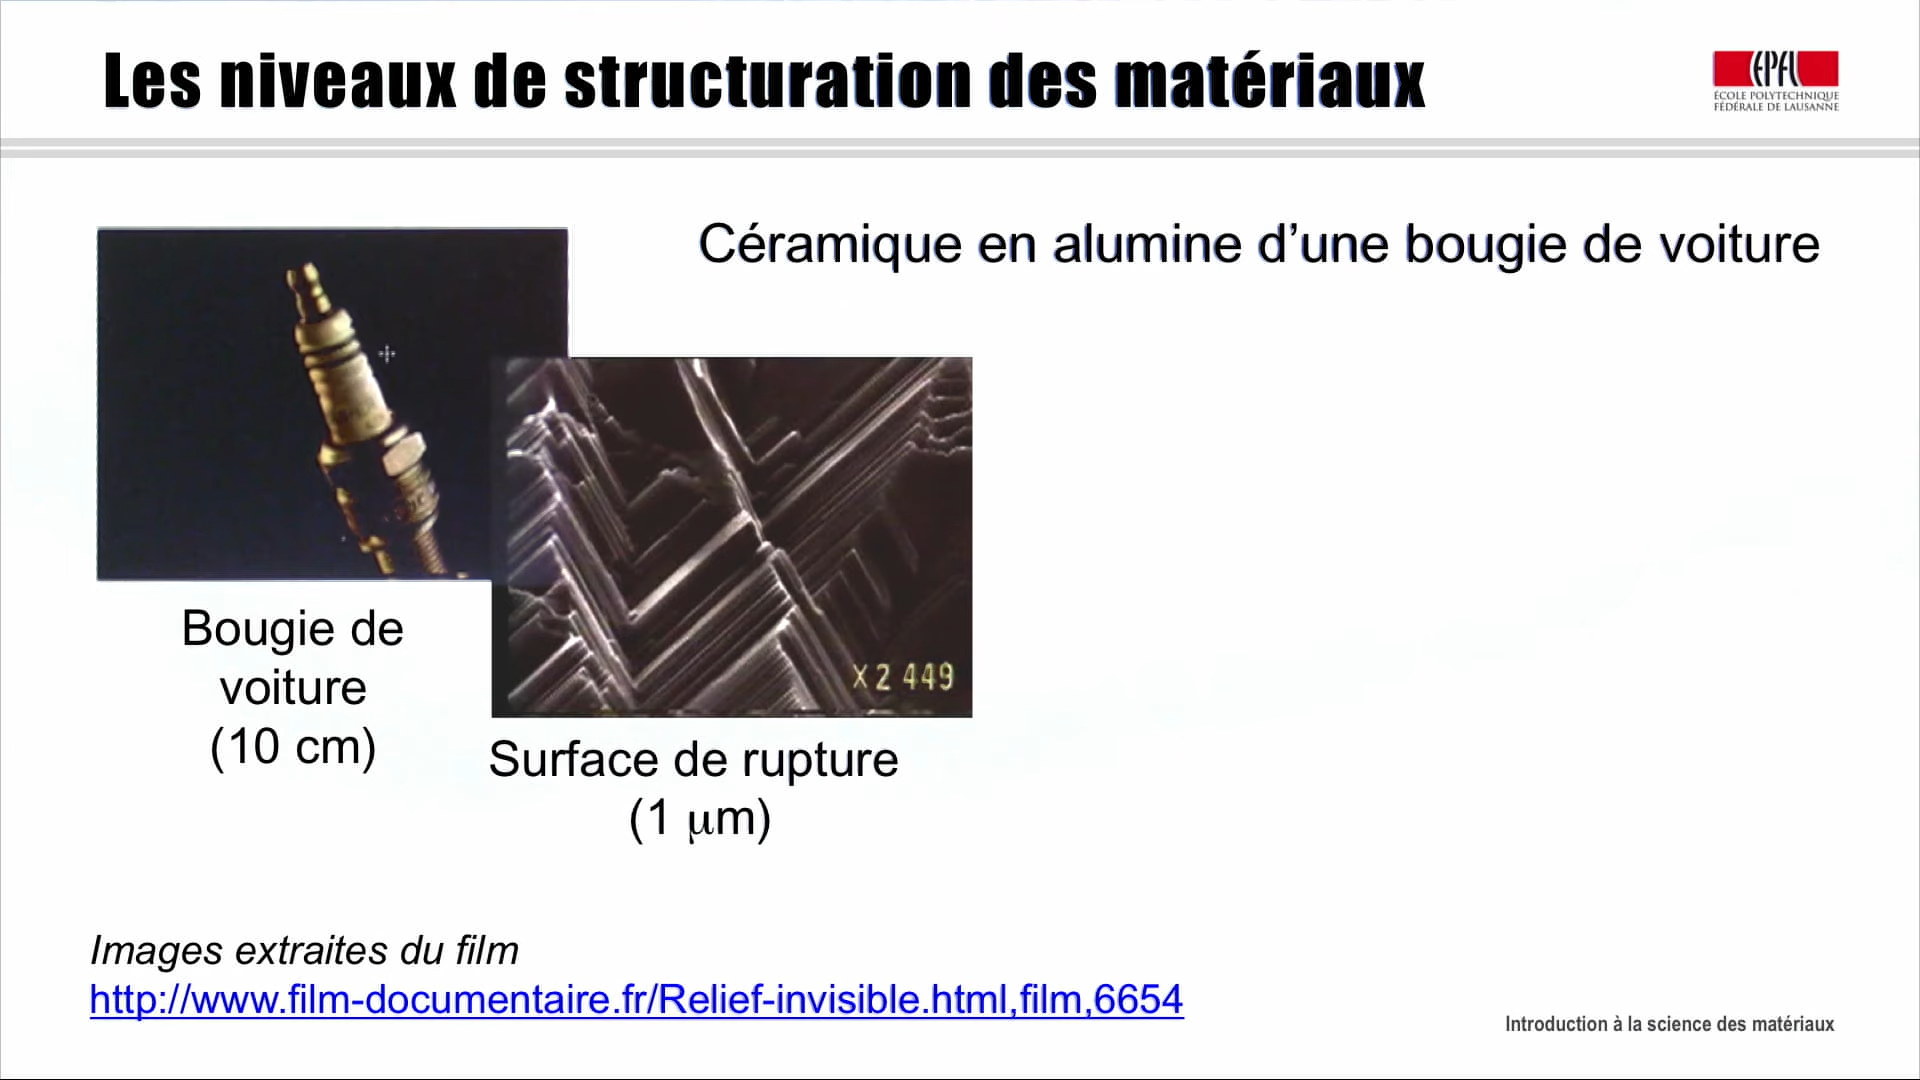 Les niveaux de structuration des matériaux
EPFL
ÉCOLE POLYTECHNIQUE
FÉDÉRALE DE LAUSANNE
Céramique en alumine d’une bougie de voiture
X2 449
Bougie de
voiture
(10 cm)
Surface de rupture
(1 μm)
Images extraites du film
http://www.film-documentaire.fr/Relief-invisible.html,film,6654
Introduction à la science des matériaux